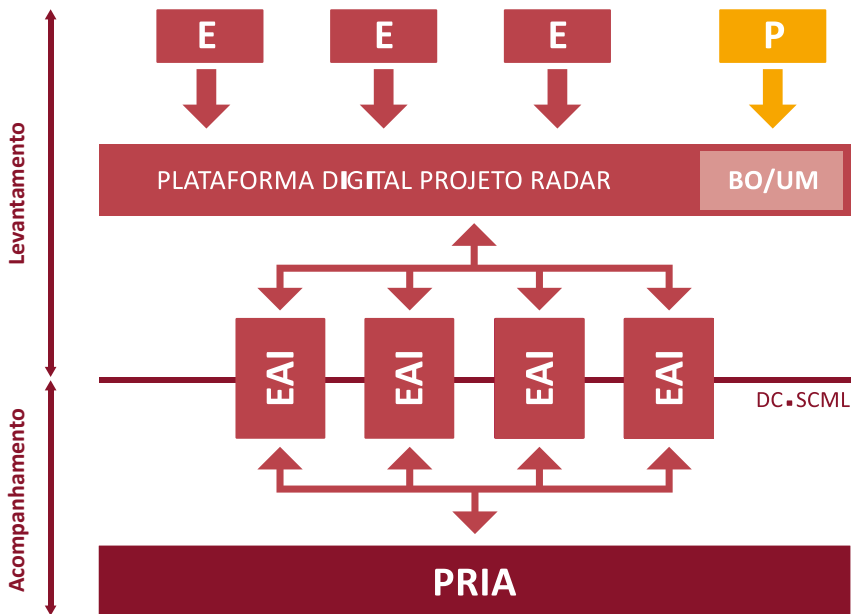 E E E P
Levantamento
PLATAFORMA DIGITAL PROJETO RADAR BO/UM
EAI EAI EAI EAI
DC.SCML
Acompanhamento
PRIA